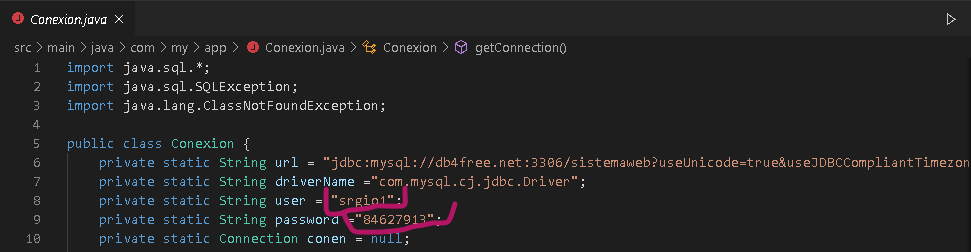 Conexion.java
src > main > java > com > my > app > Conexion.java > Conexion > getConnection()
1 import java.sql.*;
2 import java.sql.SQLException;
3 import java.lang.ClassNotFoundException;
4
5 public class Conexion {
6 private static String url = "jdbc:mysql://db4free.net:3306/sistemaweb?useUnicode=true&useJDBCCompliantTimezon
7 private static String driverName ="com.mysql.cj.jdbc.Driver";
8 private static String user = "srgio1";
9 private static String password ="84627913";
10 private static Connection conen = null;